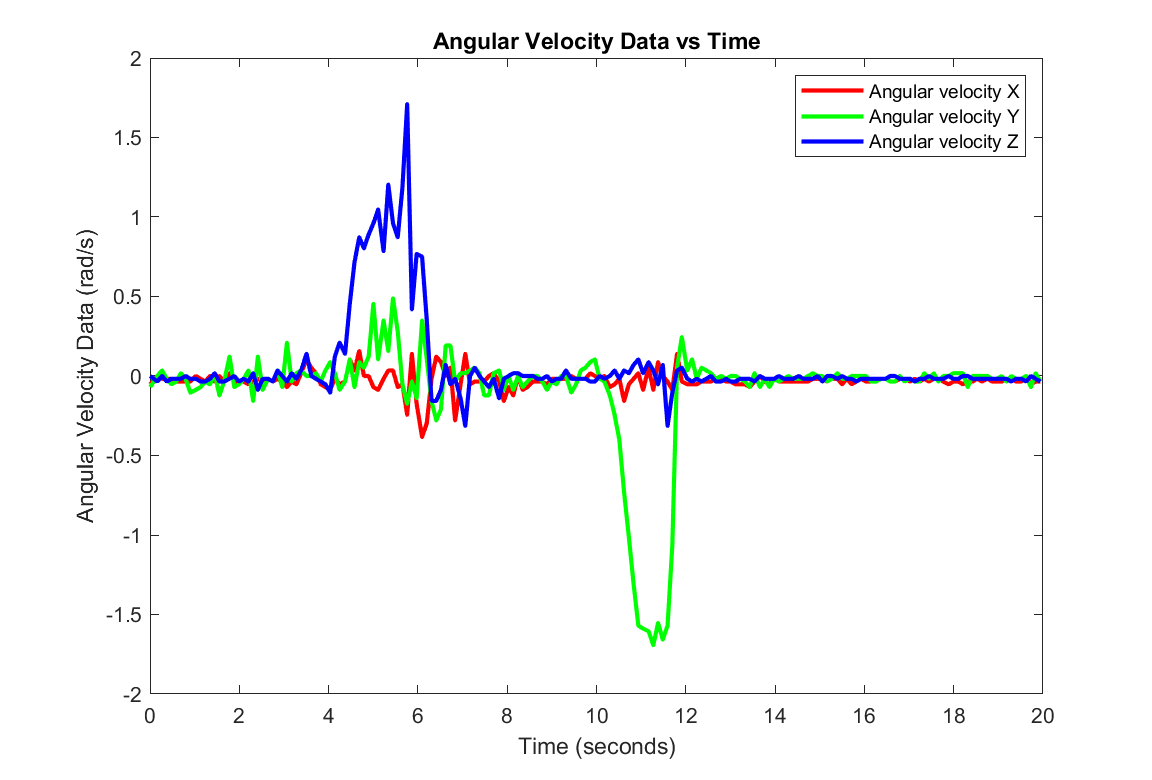 Angular Velocity Data vs Time
Angular velocity X
Angular velocity Y
Angular velocity Z
Angular Velocity Data (rad/s)
2
1.5
1
0.5
0
-0.5
-1
-1.5
-2
0 2 4 6 8 10 12 14 16 18 20
Time (seconds)